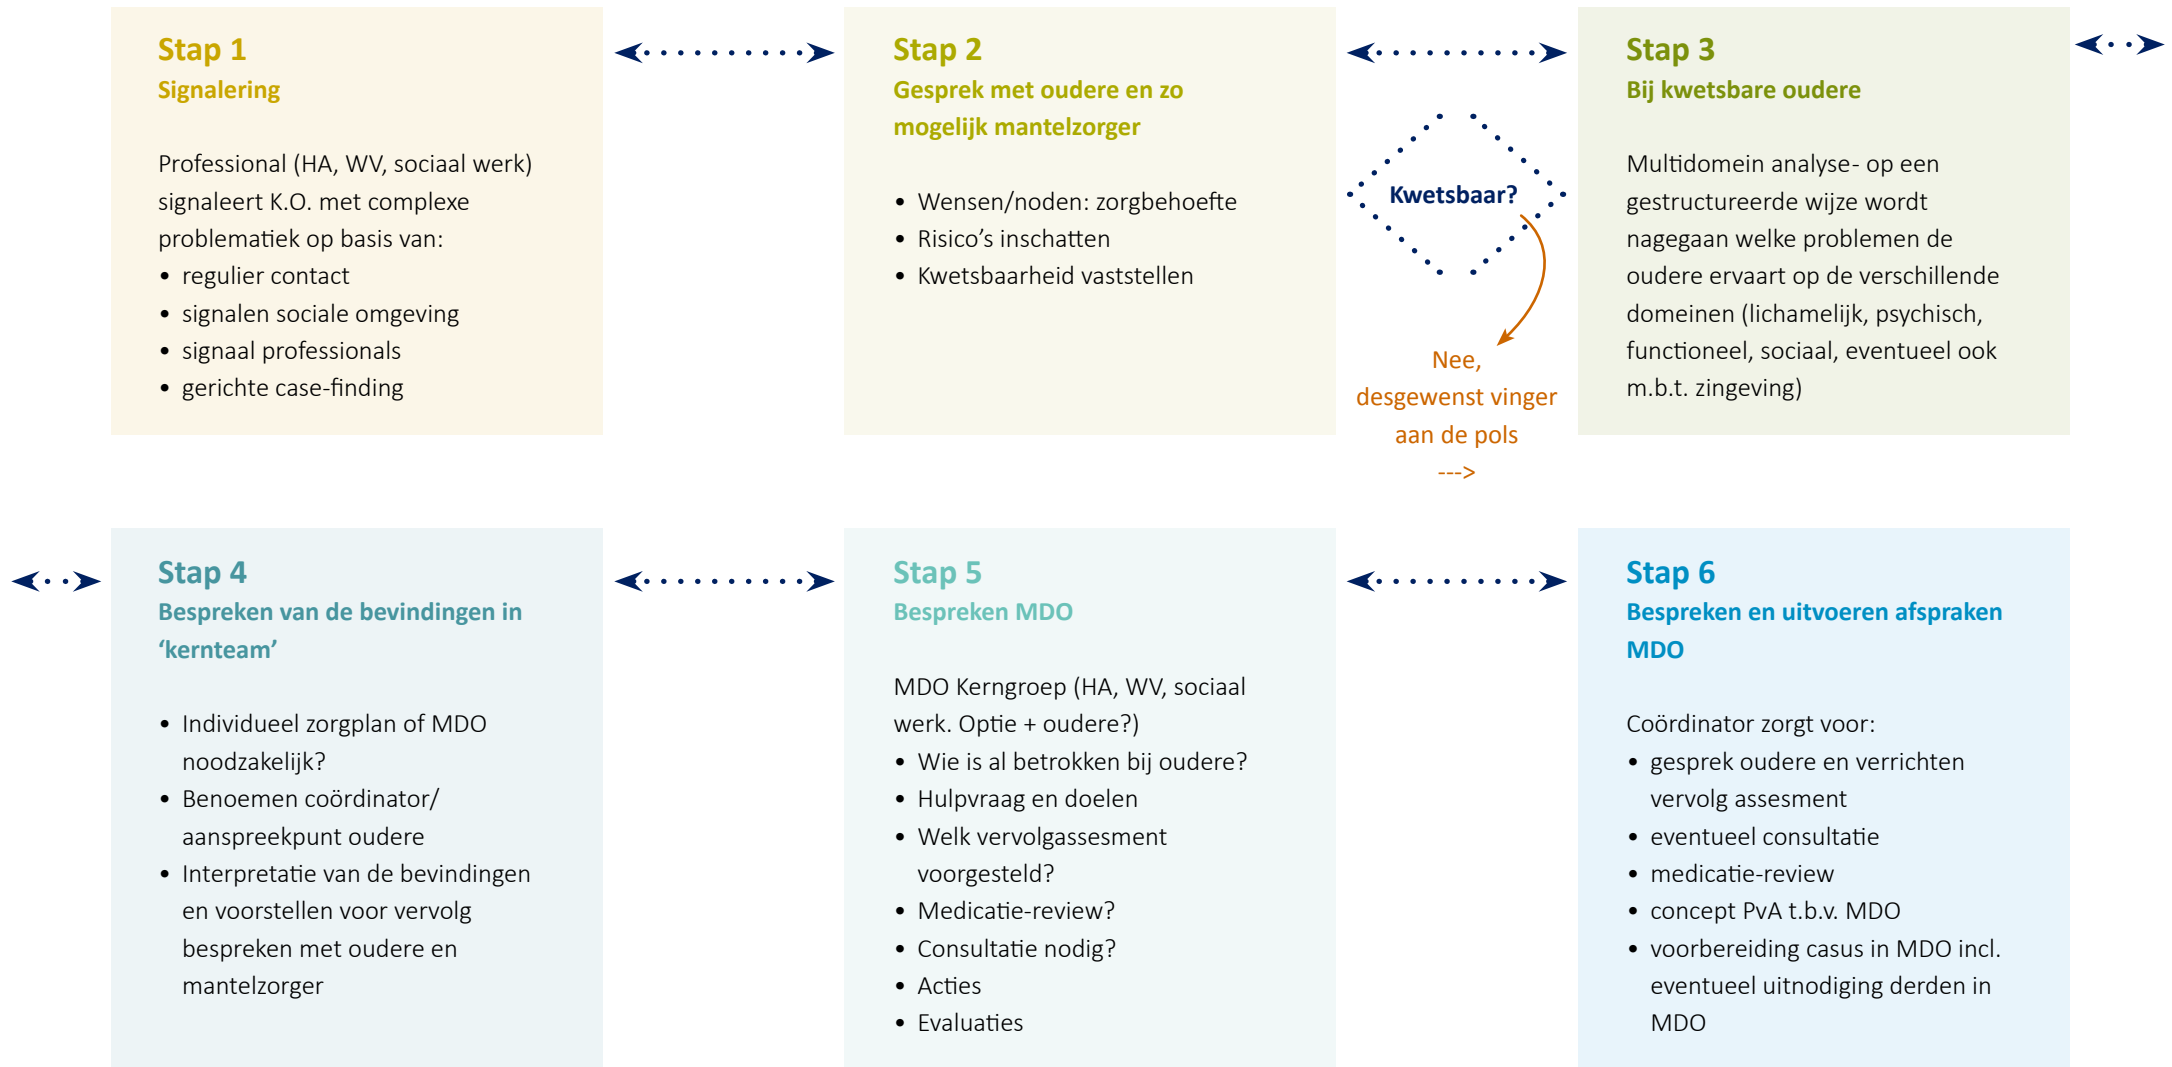 Stap 1
Signalering
Professional (HA, WV, sociaal werk)
signaleert K.O. met complexe
problematiek op basis van:
• regulier contact
• signalen sociale omgeving
• signaal professionals
• gerichte case-finding
Stap 2
Gesprek met oudere en zo
mogelijk mantelzorger
• Wensen/noden: zorgbehoefte
• Risico's inschatten
• Kwetsbaarheid vaststellen
Kwetsbaar?
Nee,
desgewenst vinger
aan de pols
--->
Stap 3
Bij kwetsbare oudere
Multidomein analyse- op een
gestructureerde wijze wordt
nagegaan welke problemen de
oudere ervaart op de verschillende
domeinen (lichamelijk, psychisch,
functioneel, sociaal, eventueel ook
m.b.t. zingeving)
Stap 4
Bespreken van de bevindingen in
‘kernteam’
• Individueel zorgplan of MDO
noodzakelijk?
• Benoemen coördinator/
aanspreekpunt oudere
• Interpretatie van de bevindingen
en voorstellen voor vervolg
bespreken met oudere en
mantelzorger
Stap 5
Bespreken MDO
MDO Kerngroep (HA, WV, sociaal
werk. Optie + oudere?)
• Wie is al betrokken bij oudere?
• Hulpvraag en doelen
• Welk vervolgassesment
voorgesteld?
• Medicatie-review?
• Consultatie nodig?
• Acties
• Evaluaties
Stap 6
Bespreken en uitvoeren afspraken
MDO
Coördinator zorgt voor:
• gesprek oudere en verrichten
vervolg assesment
• eventueel consultatie
• medicatie-review
• concept PvA t.b.v. MDO
• voorbereiding casus in MDO incl.
eventueel uitnodiging derden in
MDO